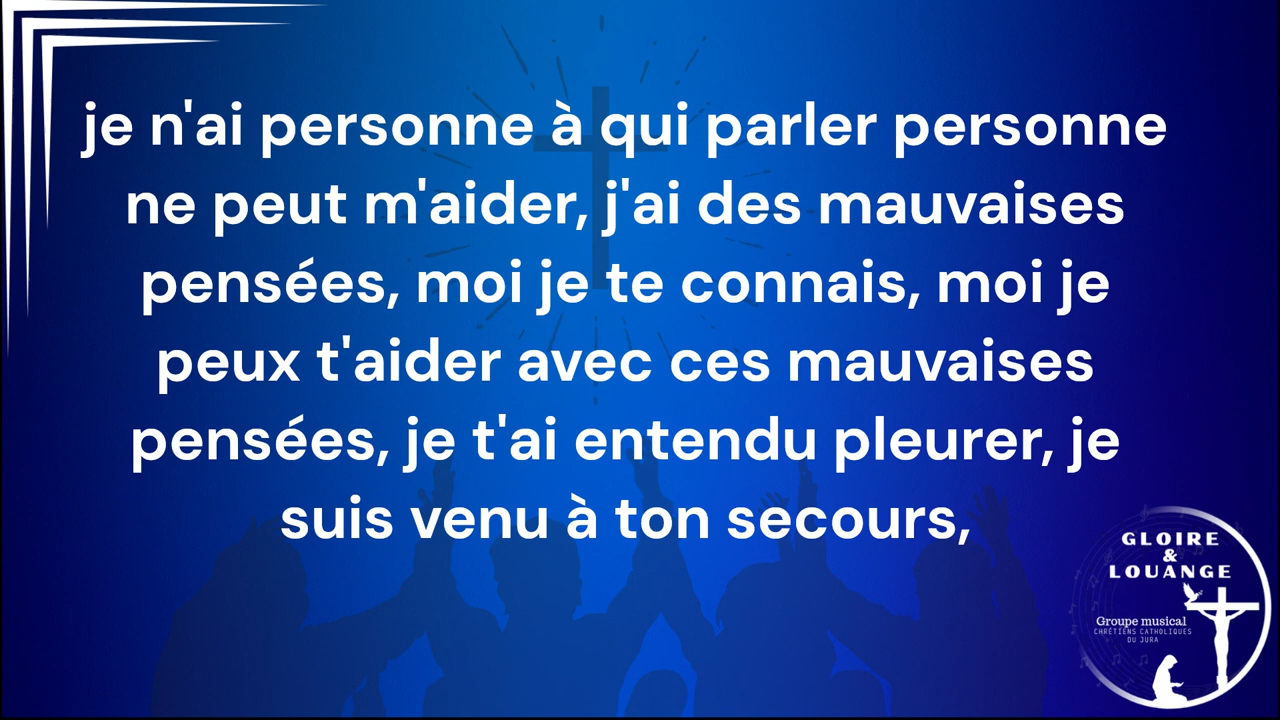 je n'ai personne à qui parler personne
ne peut m'aider, j'ai des mauvaises
pensées, moi je te connais, moi je
peux t'aider avec ces mauvaises
pensées, je t'ai entendu pleurer, je
suis venu à ton secours,
GLOIRE
&
LOUANGE
Groupe musical
CHRÉTIENS CATHOLIQUES
DU JURA